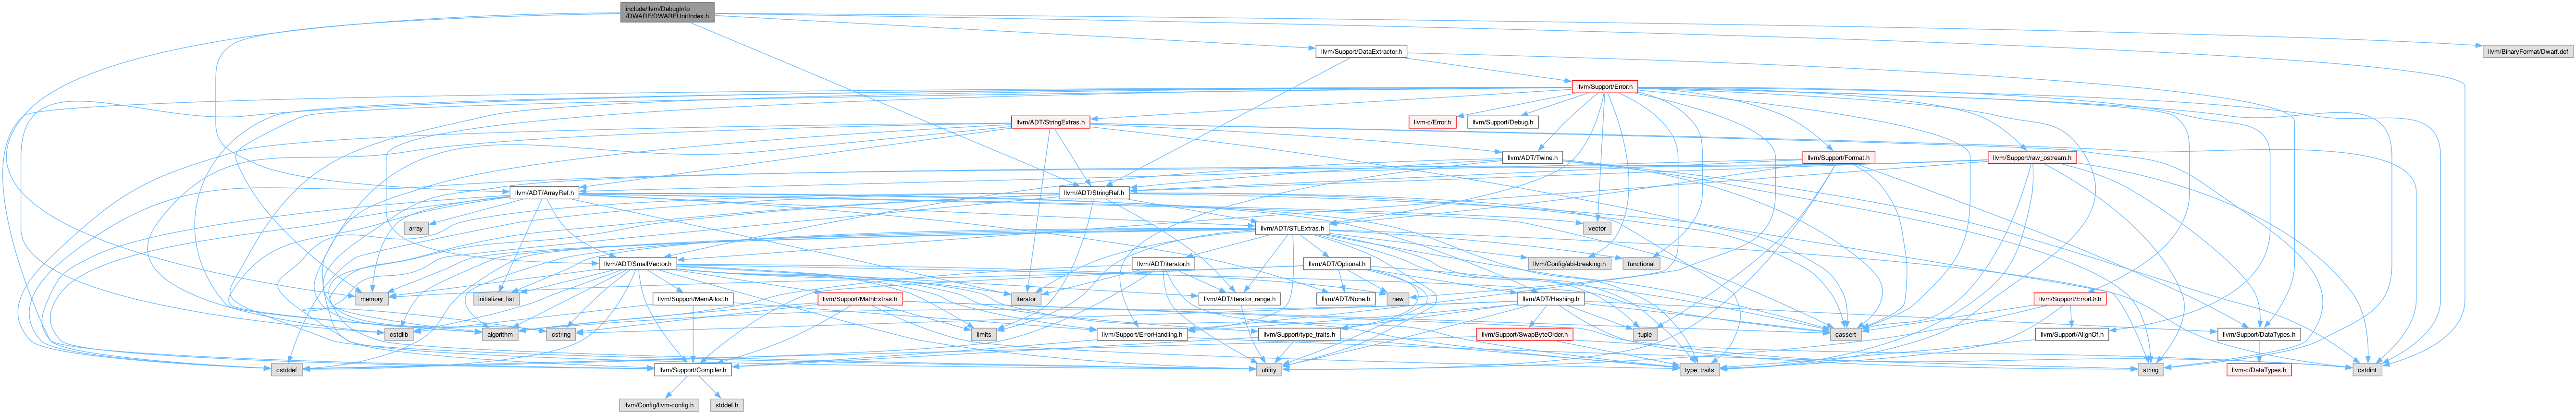 include/llvm/DebugInfo
/DWARF/DWARFUnitIndex.h
llvm/Support/DataExtractor.h
llvm/BinaryFormat/Dwarf.def
llvm/Support/Error.h
llvm/ADT/StringExtras.h
llvm-c/Error.h
llvm/Support/Debug.h
llvm/ADT/Twine.h
llvm/Support/Format.h
llvm/Support/raw_ostream.h
llvm/ADT/ArrayRef.h
llvm/ADT/StringRef.h
array
vector
llvm/ADT/STLExtras.h
llvm/ADT/SmallVector.h
llvm/ADT/iterator.h
llvm/ADT/Optional.h
llvm/Config/abi-breaking.h
functional
memory
initializer_list
llvm/Support/MemAlloc.h
llvm/Support/MathExtras.h
iterator
llvm/ADT/iterator_range.h
llvm/ADT/None.h
new
llvm/ADT/Hashing.h
llvm/Support/ErrorOr.h
cstdlib
algorithm
cstring
limits
llvm/Support/ErrorHandling.h
llvm/Support/type_traits.h
llvm/Support/SwapByteOrder.h
tuple
cassert
llvm/Support/AlignOf.h
llvm/Support/DataTypes.h
cstddef
llvm/Support/Compiler.h
utility
type_traits
string
llvm-c/DataTypes.h
cstdint
llvm/Config/llvm-config.h
stddef.h